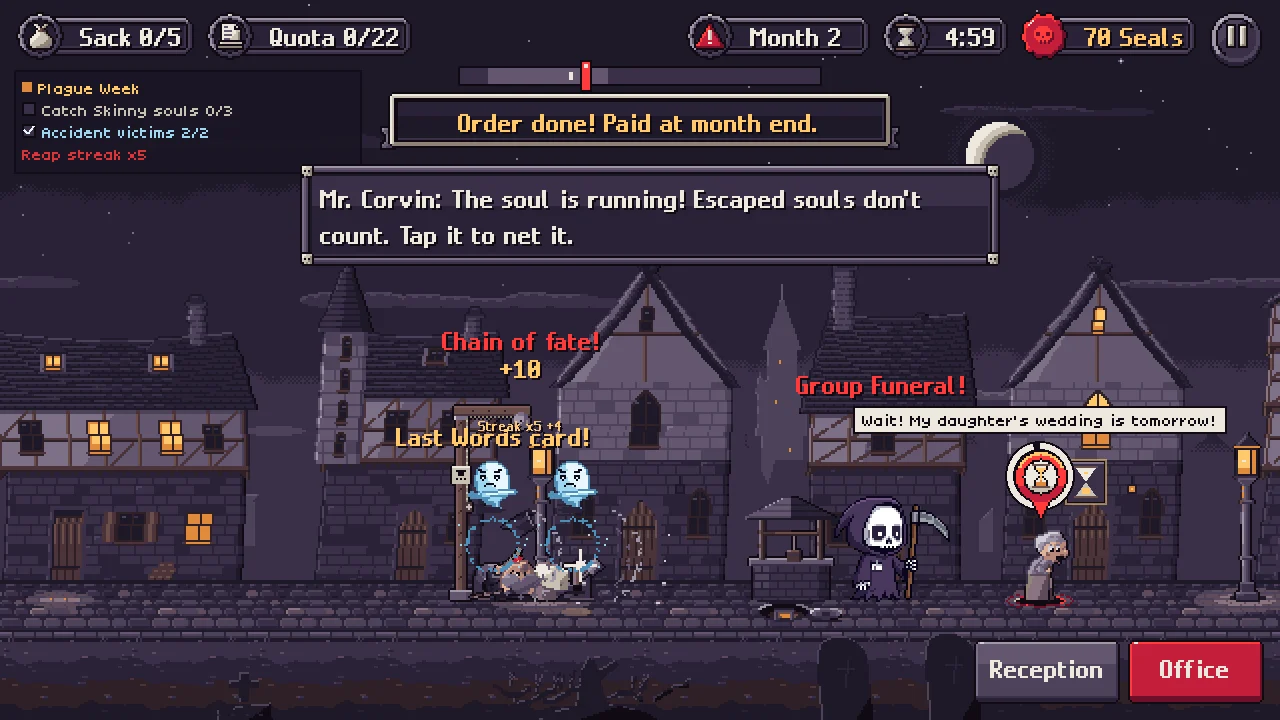 Sack 0/5
Quota 0/22
Month 2
4:59
70 Seals
Plague Week
Catch Skinny souls 0/3
Accident victims 2/2
Reap streak x5
Order done! Paid at month end.
Mr. Corvin: The soul is running! Escaped souls don't
count. Tap it to net it.
Chain of fate!
+10
Group Funeral!
Wait! My daughter's wedding is tomorrow!
Streak x5 +4
Last Words card!
Reception
Office